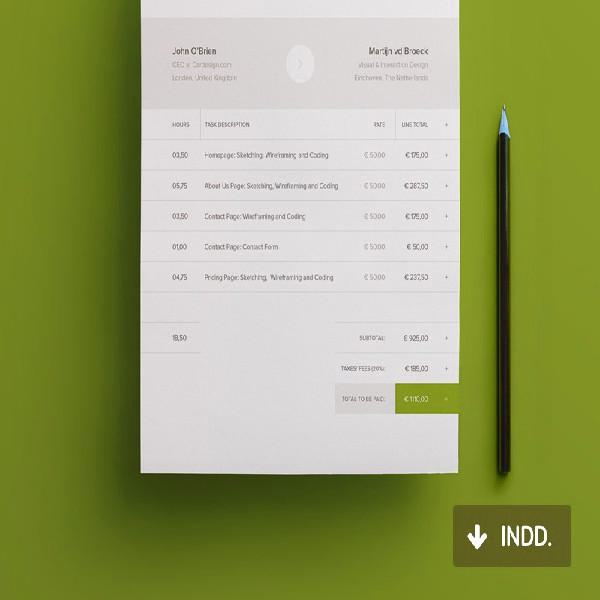 John O'Brien
Martijn vd Broeck
CEO at Cardesign.com
Visual & Interaction Design
London, United Kingdom
Eindhoven, The Netherlands
HOURS TASK DESCRIPTION RATE LINE TOTAL +
03,50 Homepage: Sketching, Wireframing and Coding € 50,00 € 175,00 +
05,75 About Us Page: Sketching, Wireframing and Coding € 50,00 € 287,50 +
03,50 Contact Page: Wireframing and Coding € 50,00 € 175,00 +
01,00 Contact Page: Contact Form € 50,00 € 50,00 +
04,75 Pricing Page: Sketching, Wireframing and Coding € 50,00 € 237,50 +
18,50 SUBTOTAL: € 925,00 +
TAXES/ FEES (20%): € 185,00 +
TOTAL TO BE PAID: € 1110,00 +
INDD.